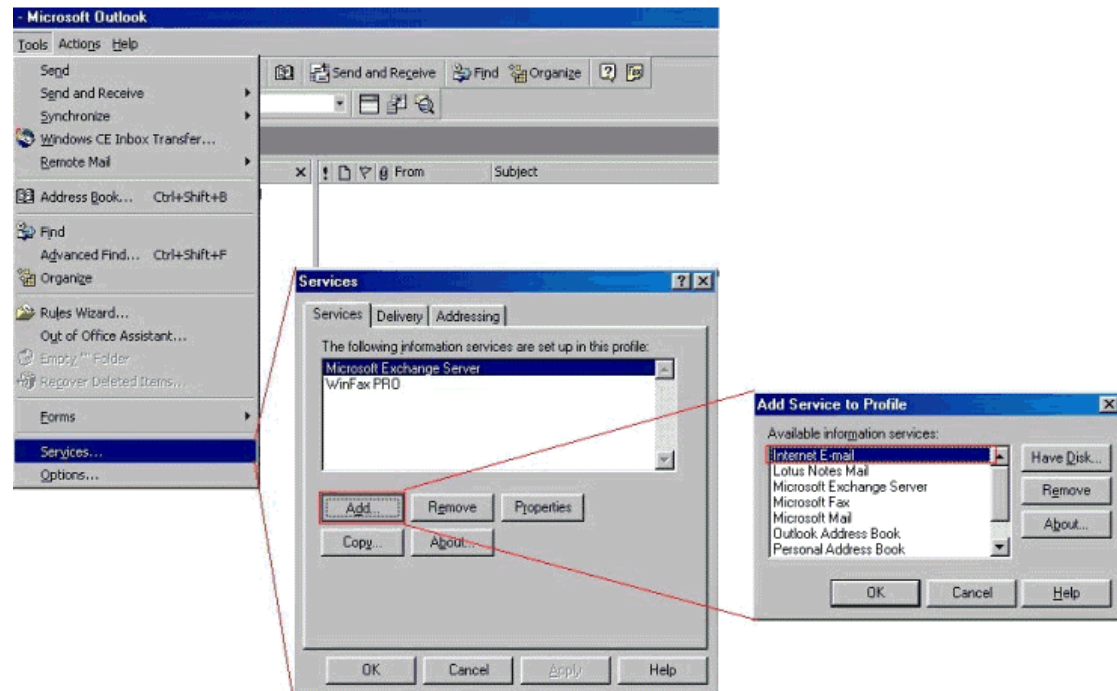 - Microsoft Outlook
Tools Actions Help
Send and Receive Find Organize
Send
Send and Receive
Synchronize
Windows CE Inbox Transfer...
Remote Mail
Address Book... Ctrl+Shift+B
Find
Advanced Find... Ctrl+Shift+F
Organize
Rules Wizard...
Out of Office Assistant...
Empty "" Folder
Recover Deleted Items...
Forms
Services...
Options...
! From Subject
Services
Services Delivery Addressing
The following information services are set up in this profile:
Microsoft Exchange Server
WinFax PRO
Add... Remove Properties
Copy... About...
OK Cancel Apply Help
Add Service to Profile
Available information services:
Internet E-mail
Lotus Notes Mail
Microsoft Exchange Server
Microsoft Fax
Microsoft Mail
Outlook Address Book
Personal Address Book
Have Disk...
Remove
About...
OK Cancel Help